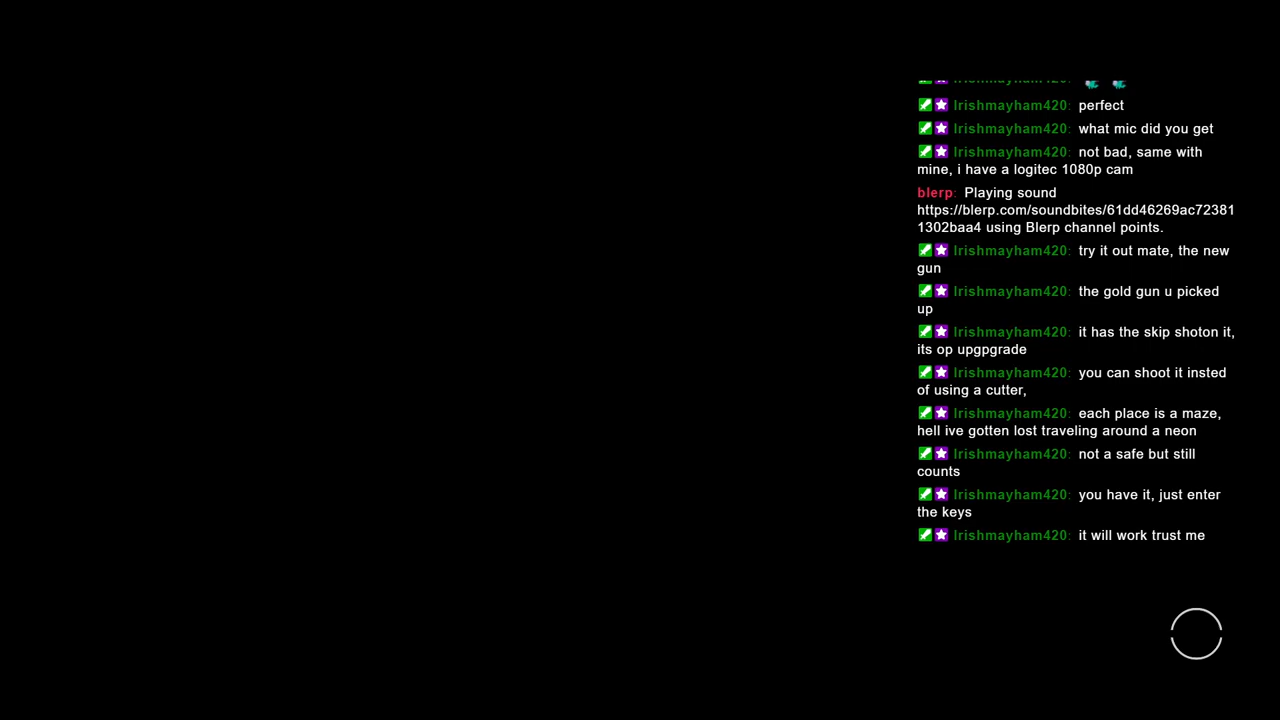 Irishmayham420: perfect
Irishmayham420: what mic did you get
Irishmayham420: not bad, same with
mine, i have a logitec 1080p cam
blerp: Playing sound
https://blerp.com/soundbites/61dd46269ac72381
1302baa4 using Blerp channel points.
Irishmayham420: try it out mate, the new
gun
Irishmayham420: the gold gun u picked
up
Irishmayham420: it has the skip shoton it,
its op upgpgrade
Irishmayham420: you can shoot it insted
of using a cutter,
Irishmayham420: each place is a maze,
hell ive gotten lost traveling around a neon
Irishmayham420: not a safe but still
counts
Irishmayham420: you have it, just enter
the keys
Irishmayham420: it will work trust me